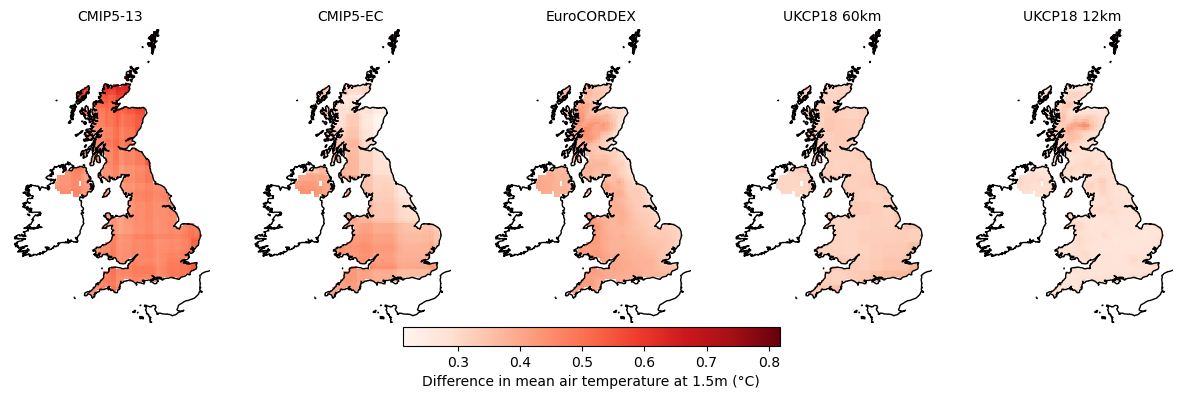 CMIP5-13
CMIP5-EC
EuroCORDEX
UKCP18 60km
UKCP18 12km
0.3
0.4
0.5
0.6
0.7
0.8
Difference in mean air temperature at 1.5m (°C)